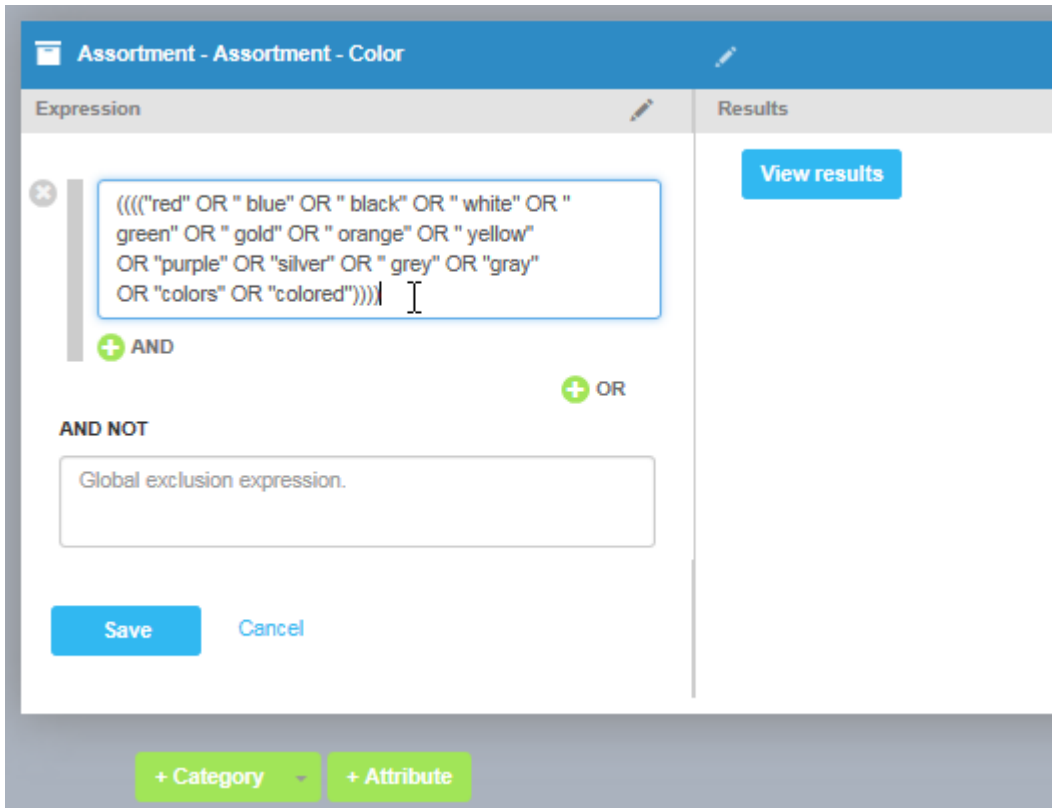 Assortment - Assortment - Color
Expression
Results
View results
(((("red" OR " blue" OR " black" OR " white" OR "
green" OR " gold" OR " orange" OR " yellow"
OR "purple" OR "silver" OR " grey" OR "gray"
OR "colors" OR "colored"))))
AND
OR
AND NOT
Global exclusion expression.
Save Cancel
+ Category + Attribute